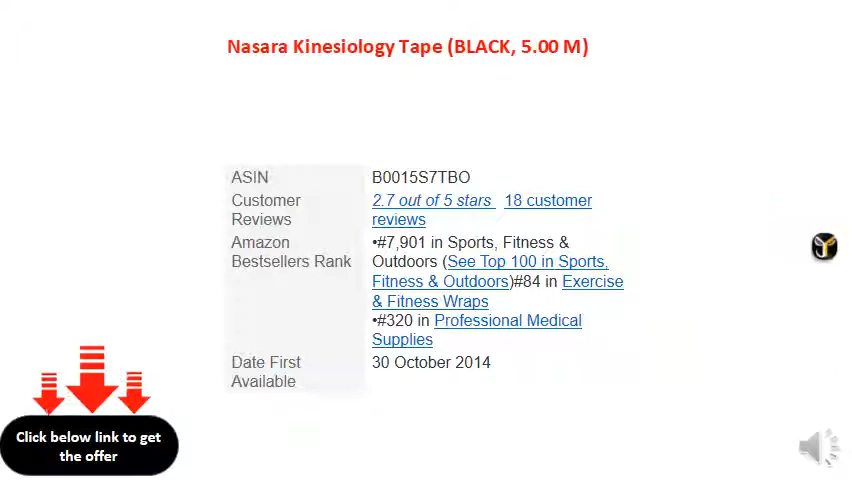 Nasara Kinesiology Tape (BLACK, 5.00 M)
ASIN B0015S7TBO
Customer 2.7 out of 5 stars 18 customer
Reviews reviews
Amazon •#7,901 in Sports, Fitness &
Bestsellers Rank Outdoors (See Top 100 in Sports,
Fitness & Outdoors)#84 in Exercise
& Fitness Wraps
•#320 in Professional Medical
Supplies
Date First 30 October 2014
Available
Click below link to get
the offer